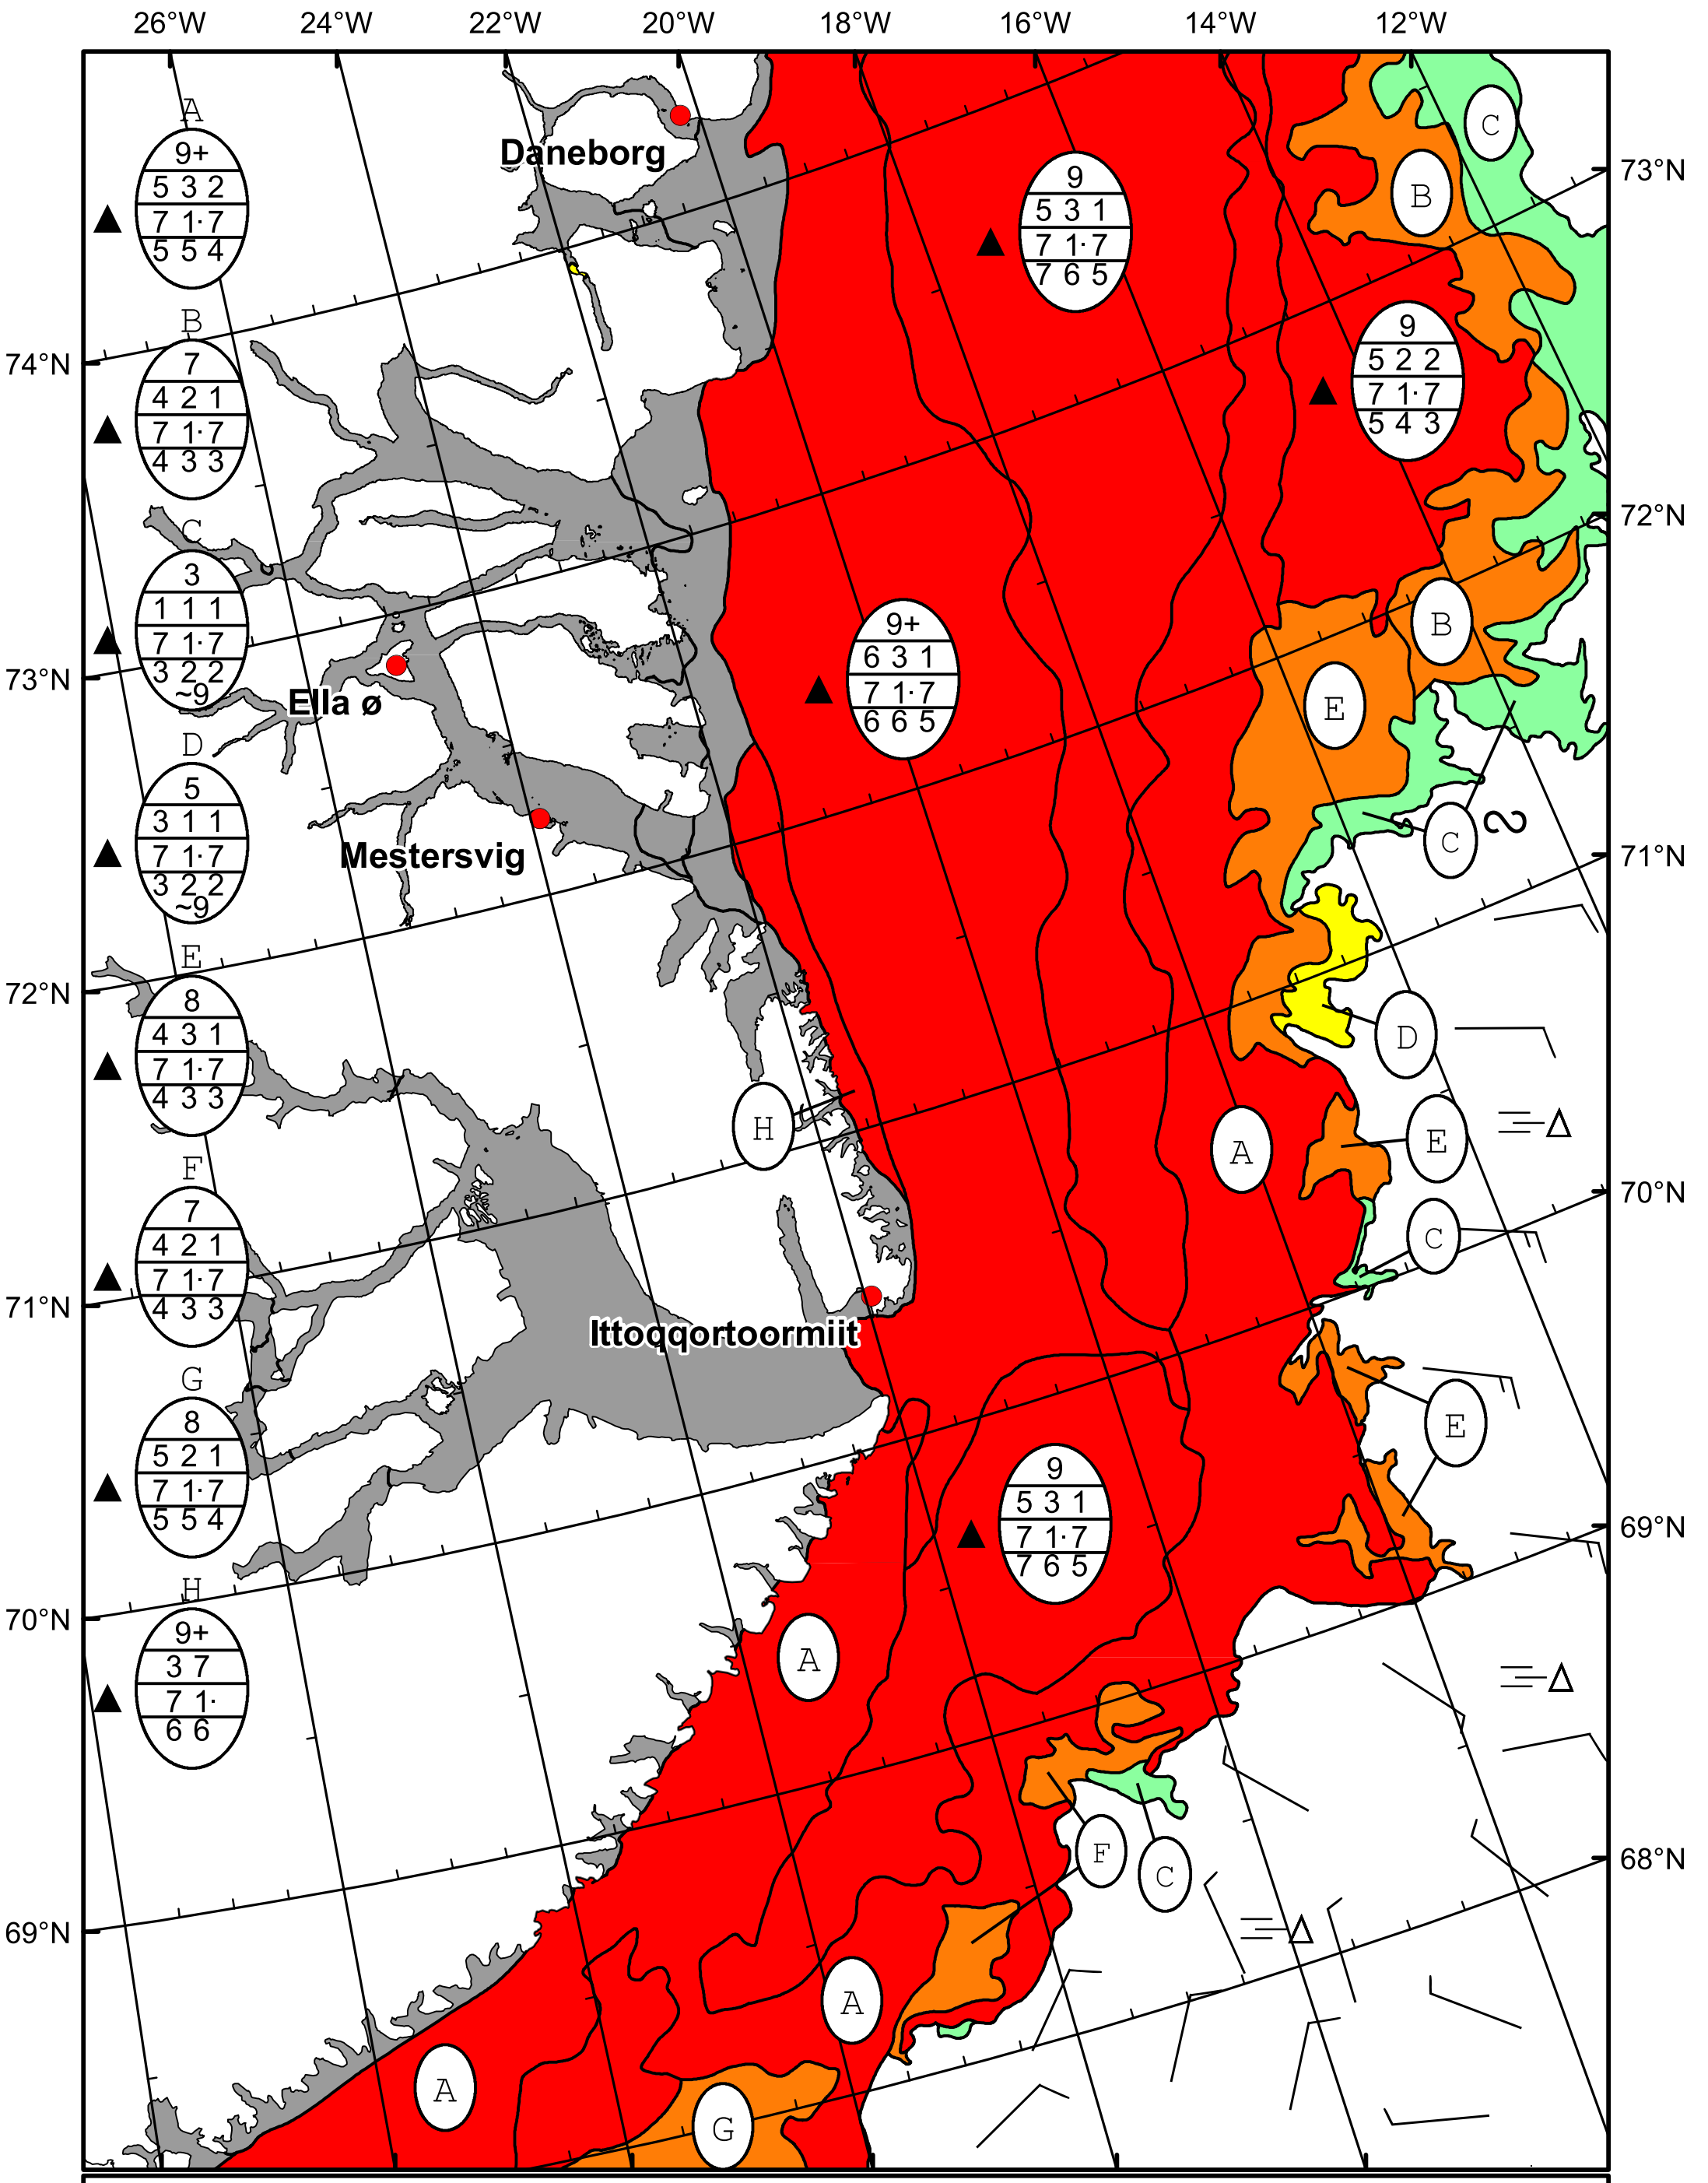 26°W 24°W 22°W 20°W 18°W 16°W 14°W 12°W
A
9+
5 3 2
7 1· 7
5 5 4
B
7
4 2 1
7 1· 7
4 3 3
C
3
1 1 1
7 1· 7
3 2 2
~9
D
5
3 1 1
7 1· 7
3 2 2
~9
E
8
4 3 1
7 1· 7
4 3 3
F
7
4 2 1
7 1· 7
4 3 3
G
8
5 2 1
7 1· 7
5 5 4
H
9+
3 7
7 1·
6 6
74°N
73°N
72°N
71°N
70°N
69°N
Daneborg
Ella ø
Mestersvig
Ittoqqortoormiit
9
5 3 1
7 1· 7
7 6 5
9
5 2 2
7 1· 7
5 4 3
9+
6 3 1
7 1· 7
6 6 5
9
5 3 1
7 1· 7
7 6 5
C
B
B
E
C
D
H
A
E
C
E
A
F
C
A
A
G
73°N
72°N
71°N
70°N
69°N
68°N